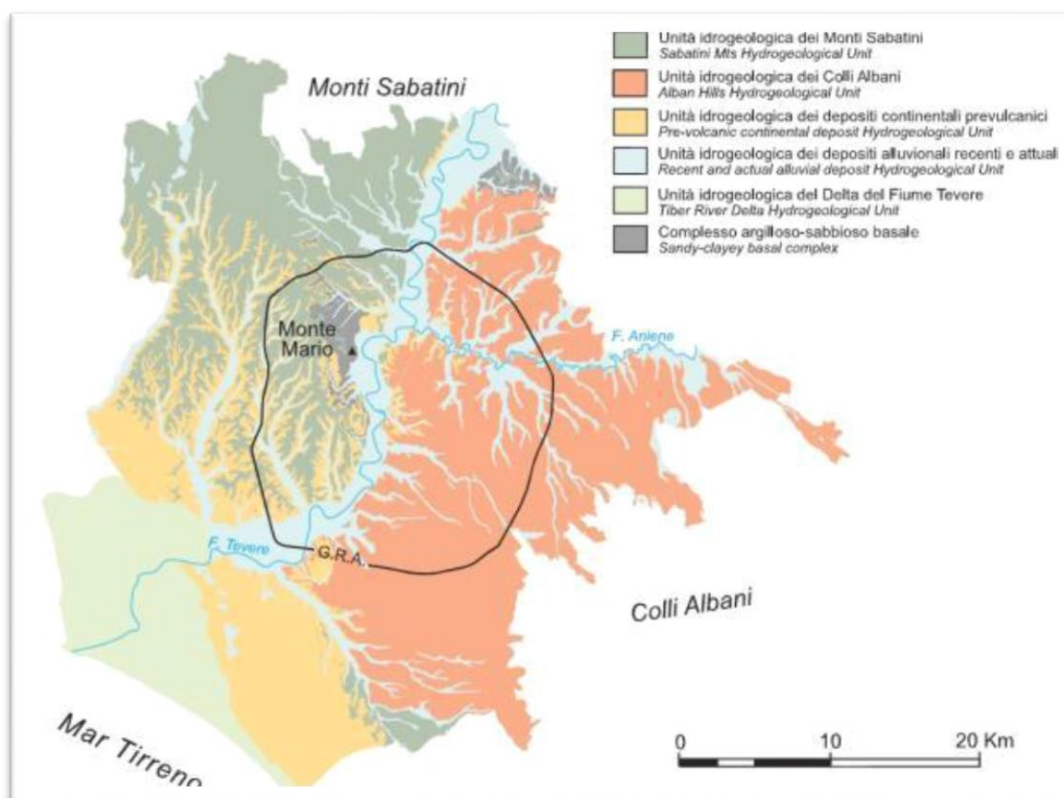 Unità idrogeologica dei Monti Sabatini
Sabatini Mts Hydrogeological Unit
Unità idrogeologica dei Colli Albani
Alban Hills Hydrogeological Unit
Unità idrogeologica dei depositi continentali prevulcanici
Pre-volcanic continental deposit Hydrogeological Unit
Unità idrogeologica dei depositi alluvionali recenti e attuali
Recent and actual alluvial deposit Hydrogeological Unit
Unità idrogeologica del Delta del Fiume Tevere
Tiber River Delta Hydrogeological Unit
Complesso argilloso-sabbioso basale
Sandy-clayey basal complex
Monti Sabatini
Monte
Mario
F. Aniene
F. Tevere
G.R.A.
Colli Albani
Mar Tirreno
0 10 20 Km